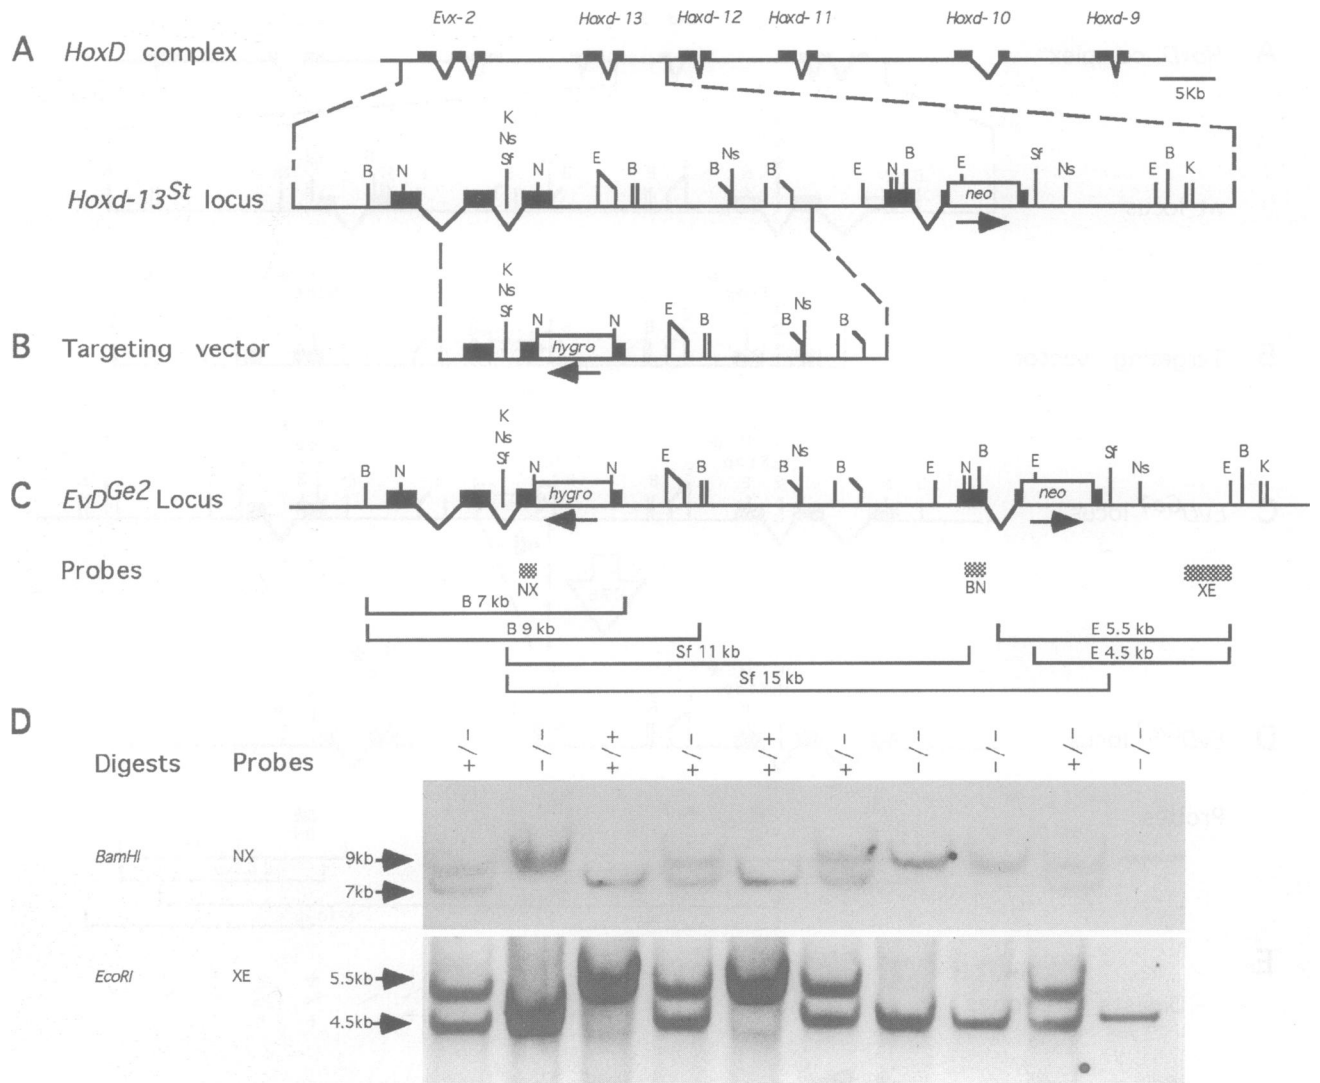 Evx-2 Hoxd-13 Hoxd-12 Hoxd-11 Hoxd-10 Hoxd-9
A HoxD complex
5Kb
K
Ns
B N Sf N E B B Ns B E N B E Sf Ns E B K
Hoxd-13St locus neo
K
Ns
Sf N N E B B Ns B
B Targeting vector hygro
K
Ns
B N Sf N N E B B Ns B E N B E Sf Ns E B K
C EvDGe2 Locus hygro neo
Probes NX BN XE
B 7 kb
B 9 kb E 5.5 kb
Sf 11 kb E 4.5 kb
Sf 15 kb
D
Digests Probes -/+ -/- +/+ -/+ +/+ -/+ -/- -/- -/+ -/-
BamHI NX 9kb
7kb
EcoRI XE 5.5kb
4.5kb